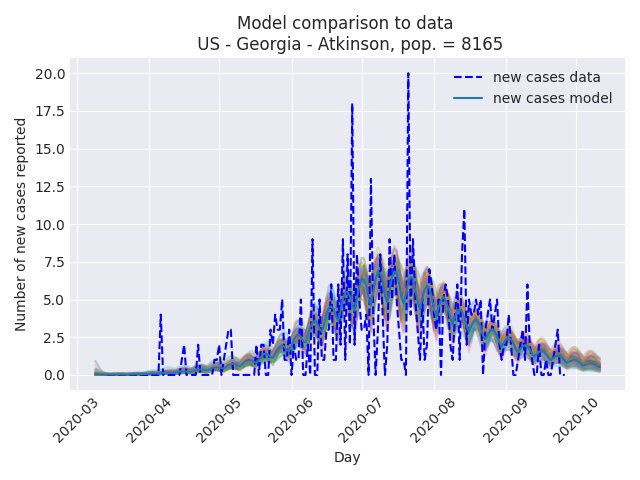 Model comparison to data
US - Georgia - Atkinson, pop. = 8165
new cases data
new cases model
Number of new cases reported
20.0
17.5
15.0
12.5
10.0
7.5
5.0
2.5
0.0
2020-03
2020-04
2020-05
2020-06
2020-07
2020-08
2020-09
2020-10
Day